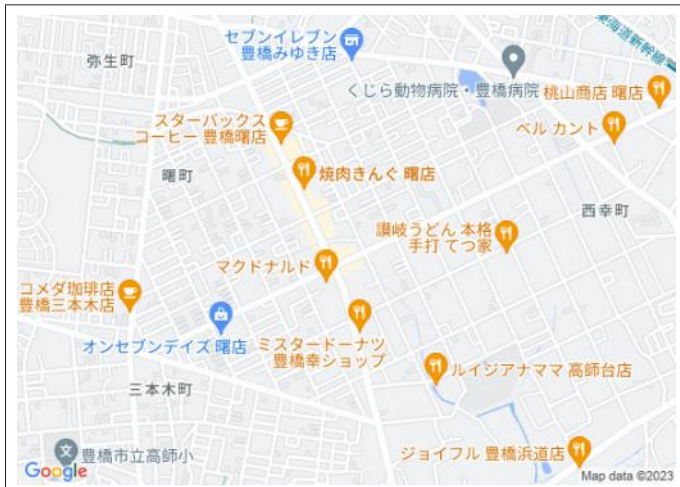 セブンイレブン
豊橋みゆき店
東海道新幹線
弥生町
くじら動物病院・豊橋病院
桃山商店 曙店
スターバックス
コーヒー 豊橋曙店
ベル カント
曙町
焼肉きんぐ 曙店
西幸町
讃岐うどん 本格
手打 てつ家
マクドナルド
コメダ珈琲店
豊橋三本木店
オンセブンデイズ 曙店
ミスタードーナツ
豊橋幸ショップ
ルイジアナママ 高師台店
三本木町
豊橋市立高師小
ジョイフル 豊橋浜道店
Google
Map data ©2023